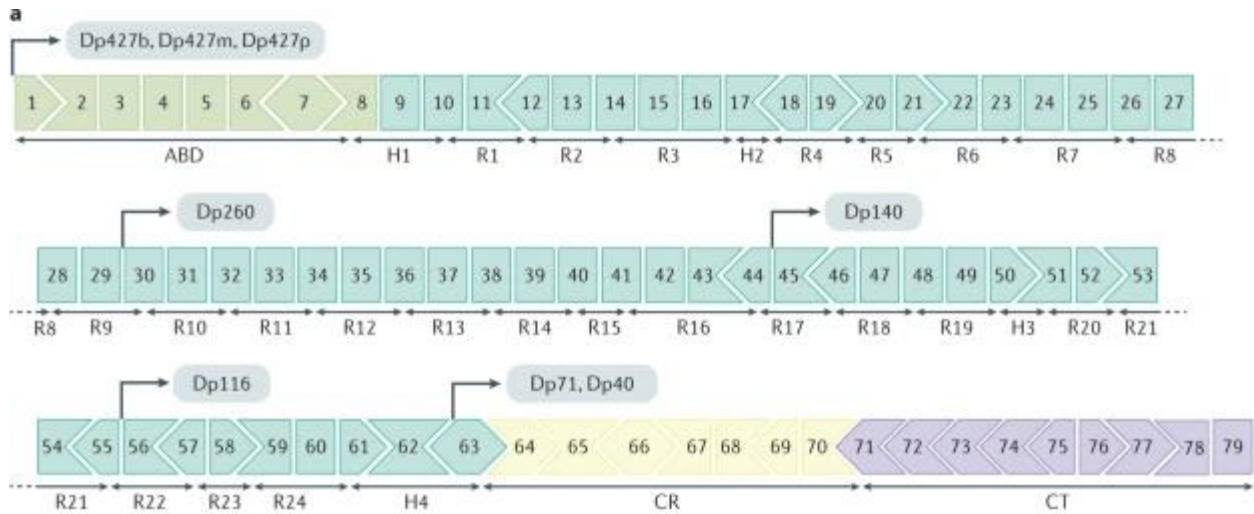 a
Dp427b, Dp427m, Dp427p
1 2 3 4 5 6 7 8 9 10 11 12 13 14 15 16 17 18 19 20 21 22 23 24 25 26 27
ABD H1 R1 R2 R3 H2 R4 R5 R6 R7 R8
Dp260 Dp140
28 29 30 31 32 33 34 35 36 37 38 39 40 41 42 43 44 45 46 47 48 49 50 51 52 53
R8 R9 R10 R11 R12 R13 R14 R15 R16 R17 R18 R19 H3 R20 R21
Dp116 Dp71, Dp40
54 55 56 57 58 59 60 61 62 63 64 65 66 67 68 69 70 71 72 73 74 75 76 77 78 79
R21 R22 R23 R24 H4 CR CT